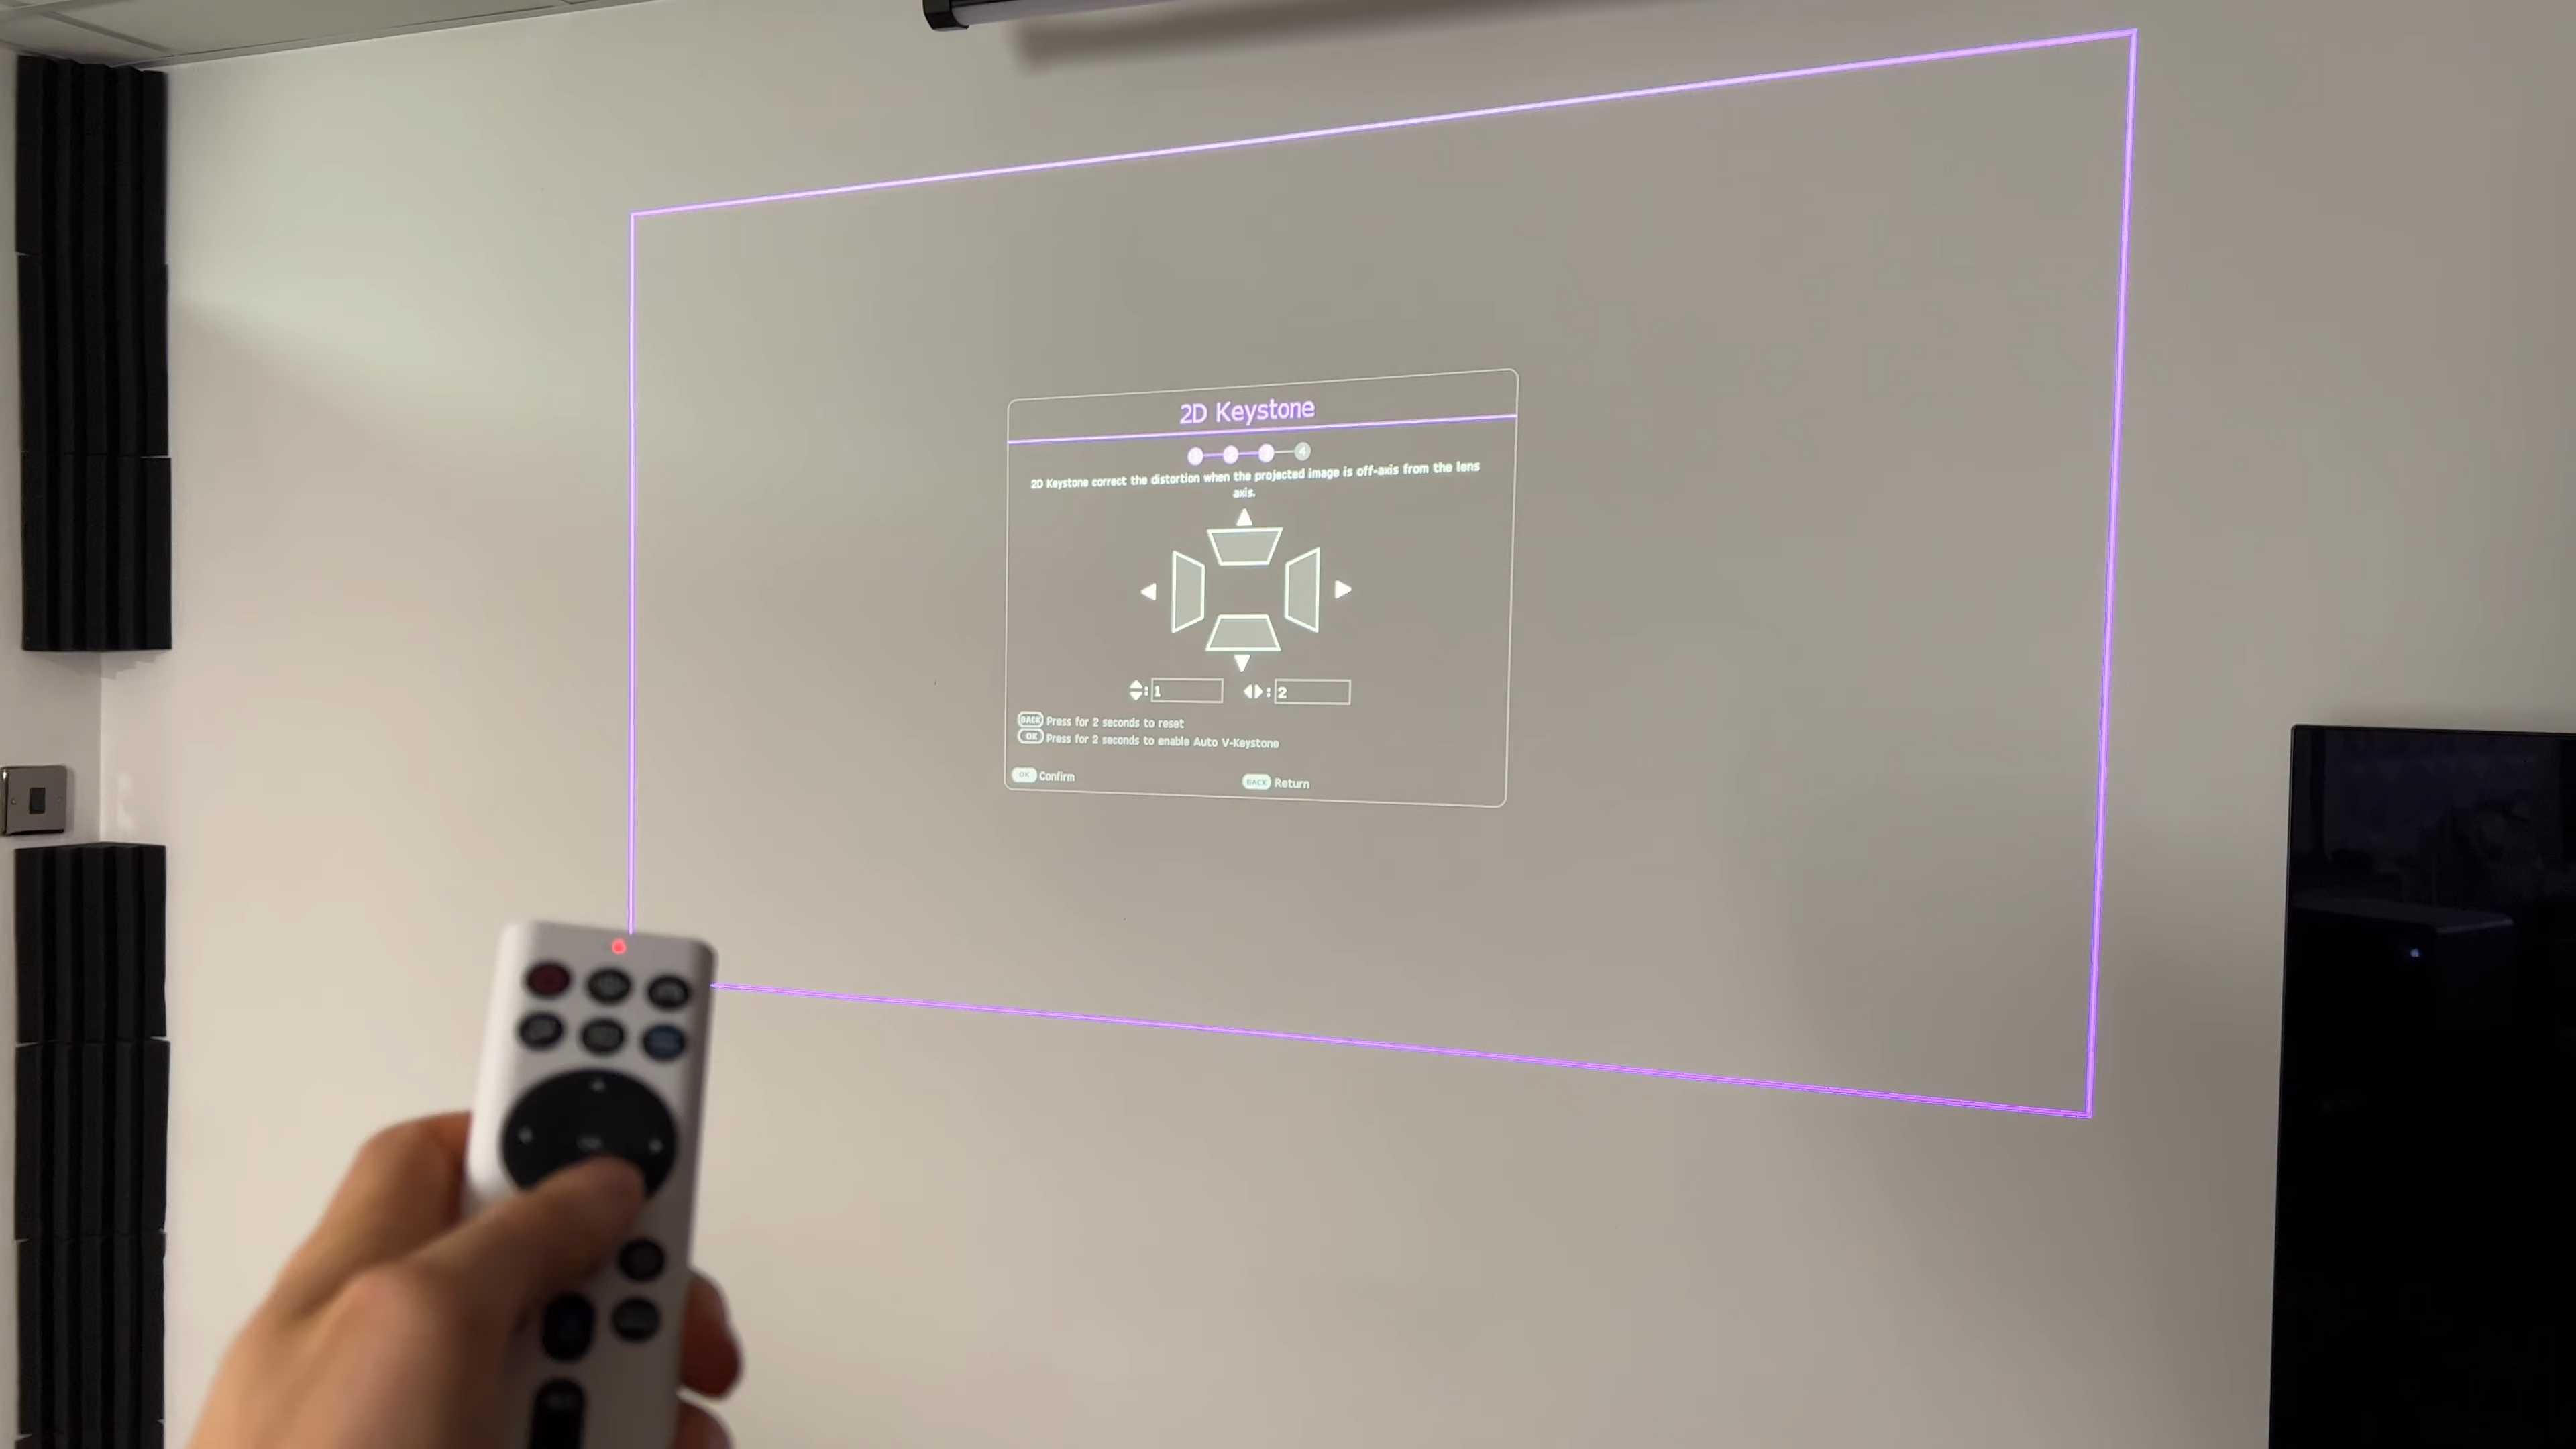 2D Keystone
4
2D Keystone correct the distortion when the projected image is off-axis from the lens
axis.
: 1 : 2
BACK Press for 2 seconds to reset
OK Press for 2 seconds to enable Auto V-Keystone
OK Confirm BACK Return